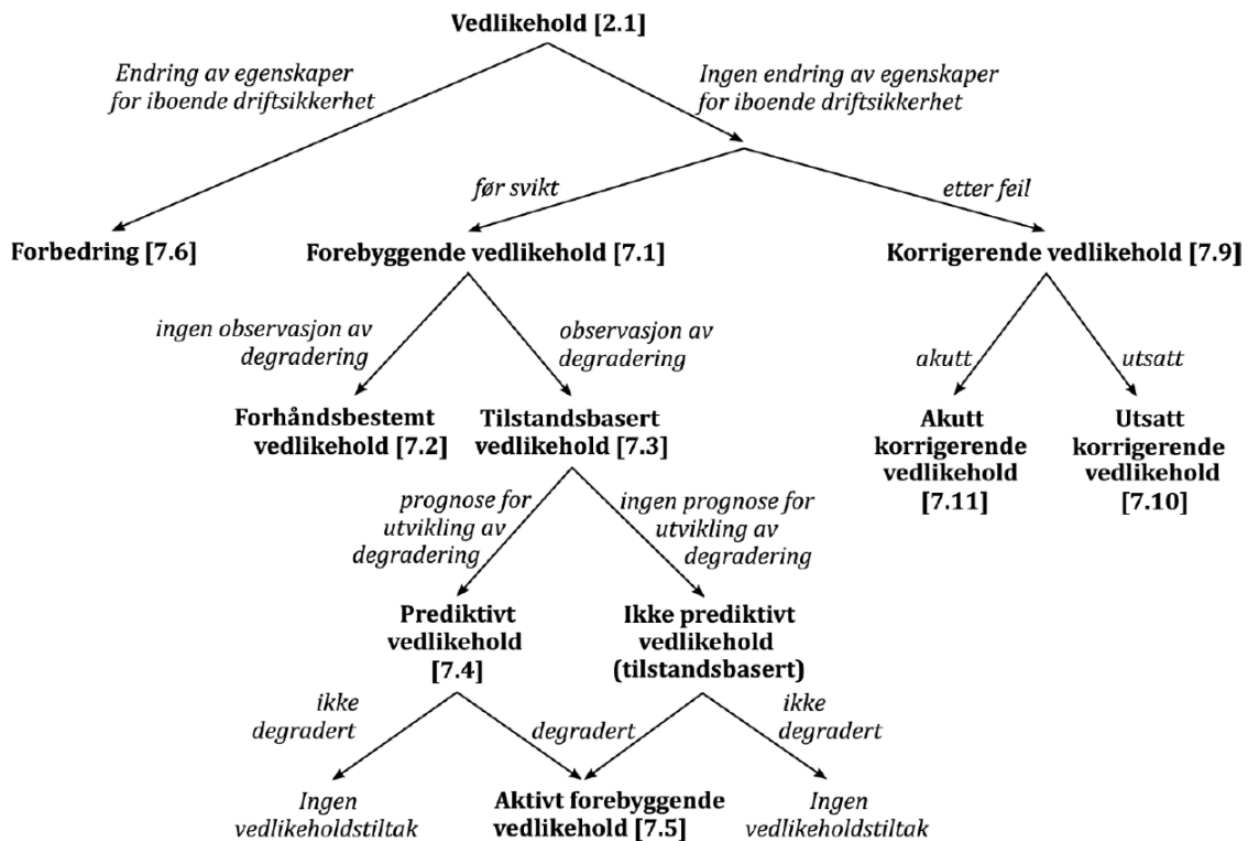 Vedlikehold [2.1]
Endring av egenskaper
for iboende driftsikkerhet
Ingen endring av egenskaper
for iboende driftsikkerhet
før svikt
etter feil
Forbedring [7.6]
Forebyggende vedlikehold [7.1]
Korrigerende vedlikehold [7.9]
ingen observasjon av
degradering
observasjon av
degradering
akutt
utsatt
Forhåndsbestemt
vedlikehold [7.2]
Tilstandsbasert
vedlikehold [7.3]
Akutt
korrigerende
vedlikehold
[7.11]
Utsatt
korrigerende
vedlikehold
[7.10]
prognose for
utvikling av
degradering
ingen prognose for
utvikling av
degradering
Prediktivt
vedlikehold
[7.4]
Ikke prediktivt
vedlikehold
(tilstandsbasert)
ikke
degradert
degradert
ikke
degradert
Ingen
vedlikeholdstiltak
Aktivt forebyggende
vedlikehold [7.5]
Ingen
vedlikeholdstiltak